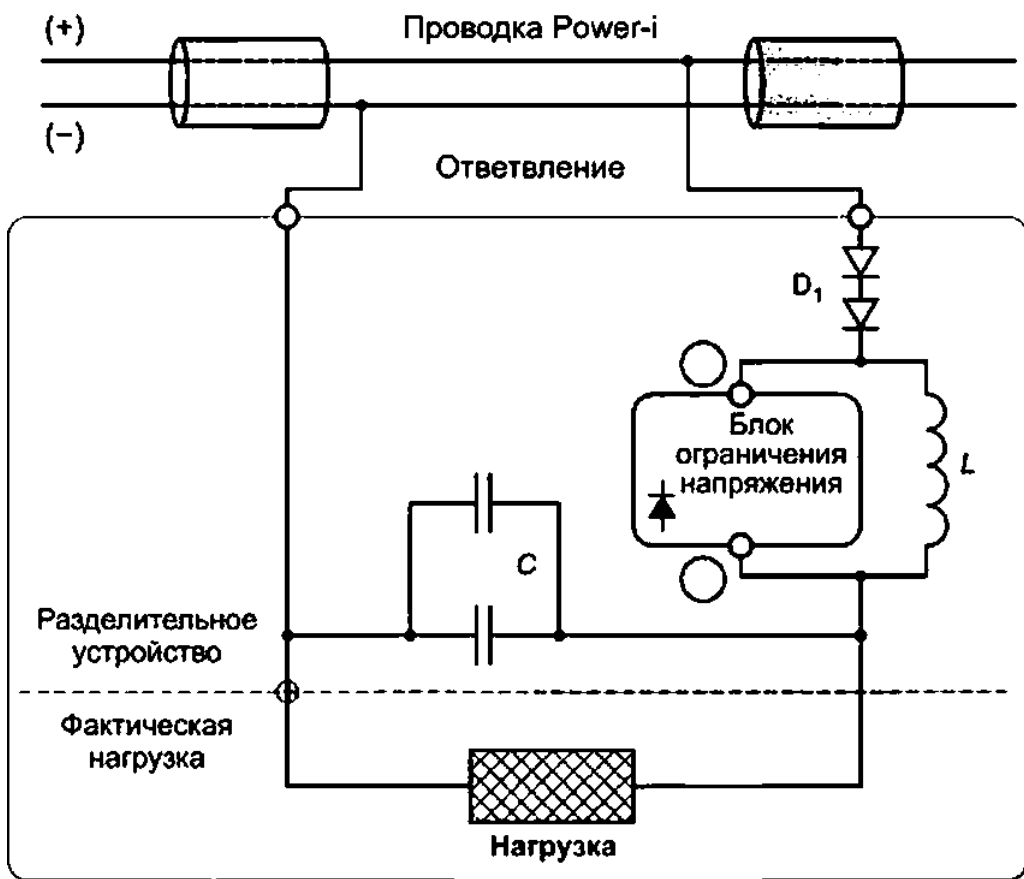 (+)
Проводка Power-i
(–)
Ответвление
D₁
Блок
ограничения
напряжения
L
C
Разделительное
устройство
Фактическая
нагрузка
Нагрузка